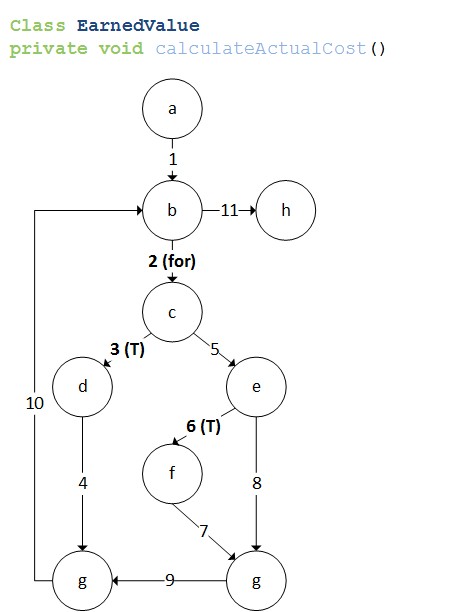 Class EarnedValue
private void calculateActualCost()
a
1
b
11
h
2 (for)
c
3 (T)
5
d
e
10
6 (T)
f
4
8
7
g
9
g